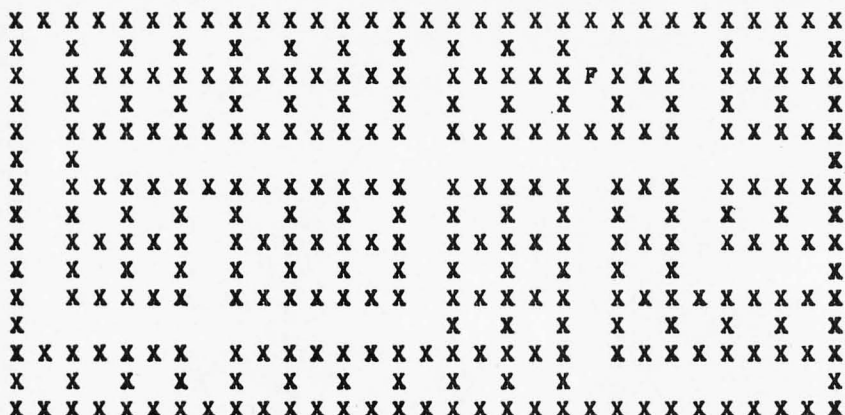 X X X X X X X X X X X X X X X X X X X X X X X X X X X X X X X
X   X   X   X   X   X   X   X   X   X   X           X   X   X
X   X X X X X X X X X X X X X   X X X X X F X X X   X X X X X
X   X   X   X   X   X   X   X   X   X   X   X   X   X   X   X
X   X X X X X X X X X X X X X   X X X X X X X X X   X X X X X
X   X                                                       X
X   X X X X X X X X X X X X X   X X X X X   X X X   X X X X X
X   X   X   X   X   X   X   X   X   X   X   X   X   X   X   X
X   X X X X X   X X X X X X X   X X X X X   X X X   X X X X X
X   X   X   X   X   X   X   X   X   X   X   X   X           X
X   X X X X X   X X X X X X X   X X X X X   X X X X X X X X X
X                               X   X   X   X   X   X   X   X
X X X X X X X   X X X X X X X X X X X X X   X X X X X X X X X
X   X   X   X   X   X   X   X   X   X   X                   X
X X X X X X X X X X X X X X X X X X X X X X X X X X X X X X X